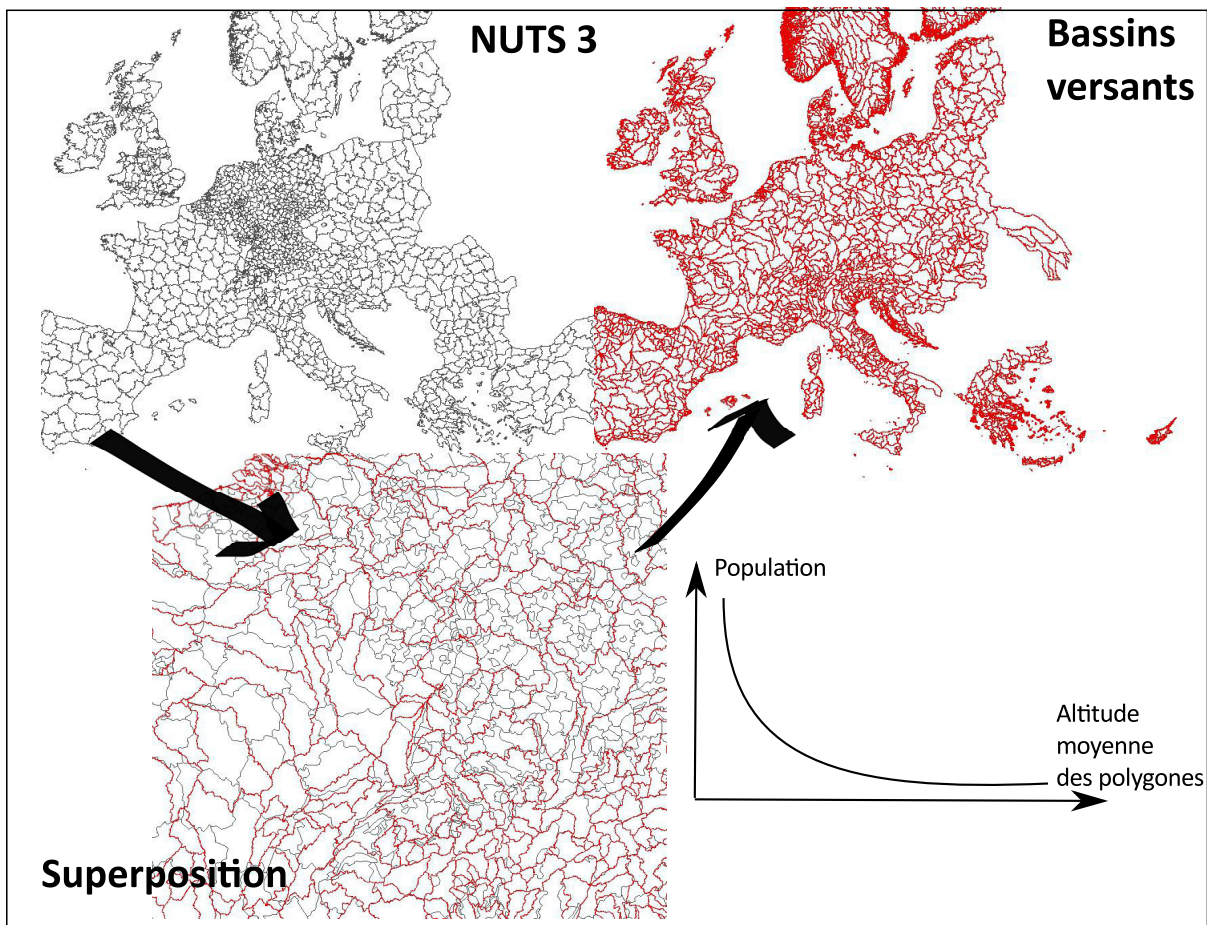 NUTS 3
Bassins
versants
Population
Altitude
moyenne
des polygones
Superposition